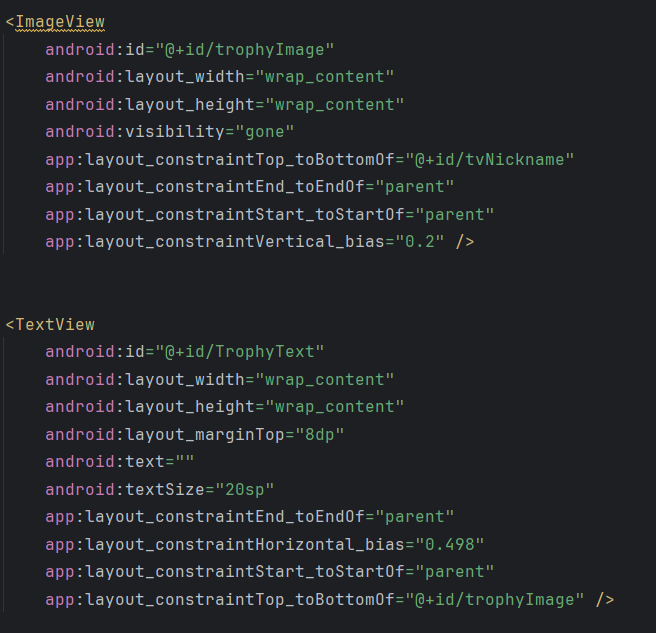 <ImageView
android:id="@+id/trophyImage"
android:layout_width="wrap_content"
android:layout_height="wrap_content"
android:visibility="gone"
app:layout_constraintTop_toBottomOf="@+id/tvNickname"
app:layout_constraintEnd_toEndOf="parent"
app:layout_constraintStart_toStartOf="parent"
app:layout_constraintVertical_bias="0.2" />
<TextView
android:id="@+id/TrophyText"
android:layout_width="wrap_content"
android:layout_height="wrap_content"
android:layout_marginTop="8dp"
android:text=""
android:textSize="20sp"
app:layout_constraintEnd_toEndOf="parent"
app:layout_constraintHorizontal_bias="0.498"
app:layout_constraintStart_toStartOf="parent"
app:layout_constraintTop_toBottomOf="@+id/trophyImage" />